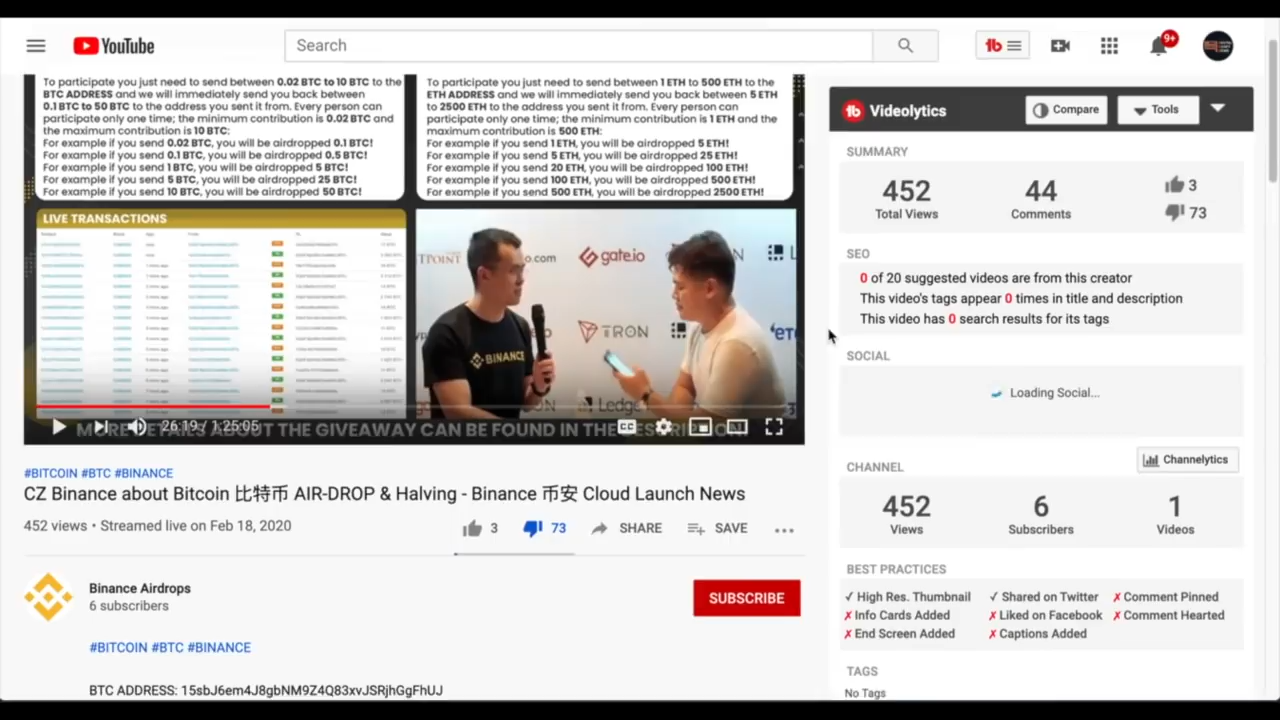 YouTube
Search
9+
To participate you just need to send between 0.02 BTC to 10 BTC to the
BTC ADDRESS and we will immediately send you back between
0.1 BTC to 50 BTC to the address you sent it from. Every person can
participate only one time; the minimum contribution is 0.02 BTC and
the maximum contribution is 10 BTC:
For example if you send 0.02 BTC, you will be airdropped 0.1 BTC!
For example if you send 0.1 BTC, you will be airdropped 0.5 BTC!
For example if you send 1 BTC, you will be airdropped 5 BTC!
For example if you send 5 BTC, you will be airdropped 25 BTC!
For example if you send 10 BTC, you will be airdropped 50 BTC!
To participate you just need to send between 1 ETH to 500 ETH to the
ETH ADDRESS and we will immediately send you back between 5 ETH
to 2500 ETH to the address you sent it from. Every person can
participate only one time; the minimum contribution is 1 ETH and the
maximum contribution is 500 ETH:
For example if you send 1 ETH, you will be airdropped 5 ETH!
For example if you send 5 ETH, you will be airdropped 25 ETH!
For example if you send 20 ETH, you will be airdropped 100 ETH!
For example if you send 100 ETH, you will be airdropped 500 ETH!
For example if you send 500 ETH, you will be airdropped 2500 ETH!
LIVE TRANSACTIONS
TPOINT
o.com
gate.io
TRON
BINANCE
Ledge
26:19 / 1:25:05
CC
MORE DETAILS ABOUT THE GIVEAWAY CAN BE FOUND IN THE DESCRIPTION!
#BITCOIN #BTC #BINANCE
CZ Binance about Bitcoin 比特币 AIR-DROP & Halving - Binance 币安 Cloud Launch News
452 views • Streamed live on Feb 18, 2020
3
73
SHARE
SAVE
Binance Airdrops
6 subscribers
SUBSCRIBE
#BITCOIN #BTC #BINANCE
BTC ADDRESS: 15sbJ6em4J8gbNM9Z4Q83xvJSRjhGgFhUJ
Videolytics
Compare
Tools
SUMMARY
452
Total Views
44
Comments
3
73
SEO
0 of 20 suggested videos are from this creator
This video's tags appear 0 times in title and description
This video has 0 search results for its tags
SOCIAL
Loading Social...
CHANNEL
Channelytics
452
Views
6
Subscribers
1
Videos
BEST PRACTICES
✓ High Res. Thumbnail
✓ Shared on Twitter
✗ Comment Pinned
✗ Info Cards Added
✗ Liked on Facebook
✗ Comment Hearted
✗ End Screen Added
✗ Captions Added
TAGS
No Tags